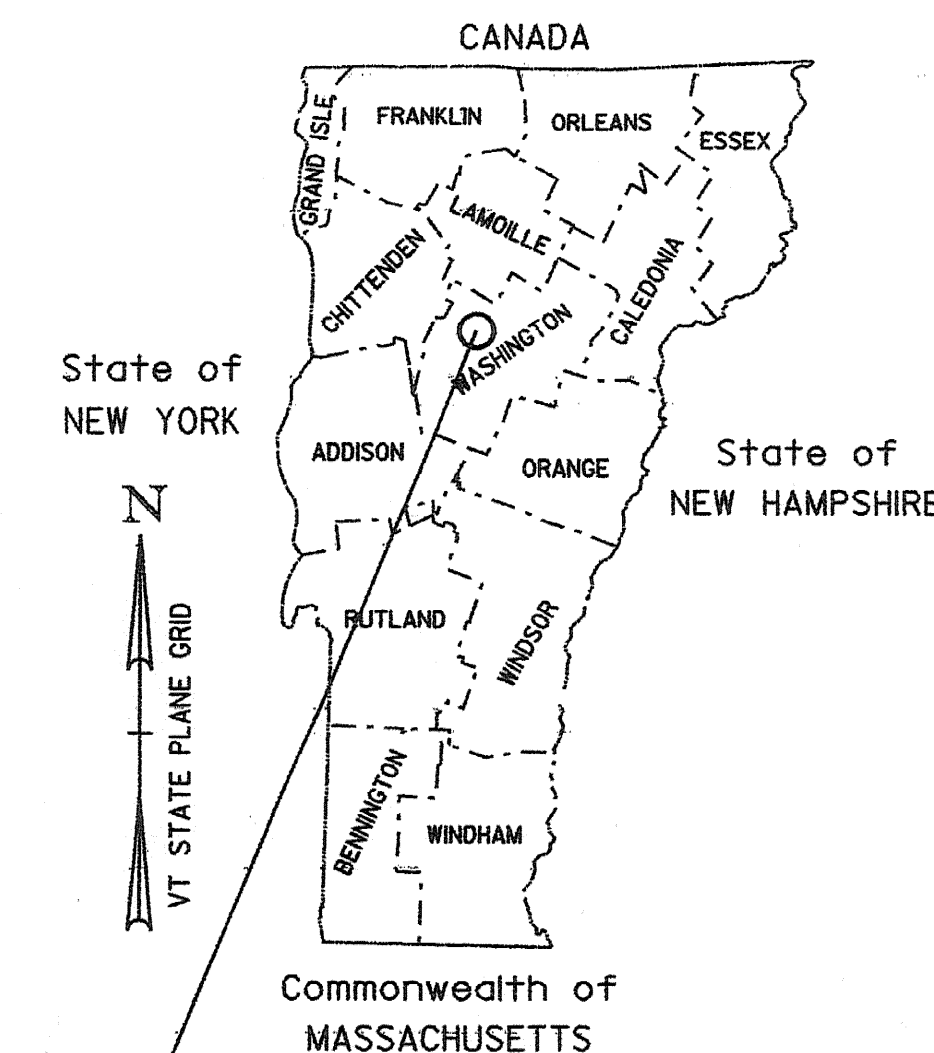 CANADA
GRAND ISLE
FRANKLIN
ORLEANS
ESSEX
LAMOILLE
CHITTENDEN
CALEDONIA
WASHINGTON
State of
NEW YORK
ADDISON
ORANGE
State of
NEW HAMPSHIRE
N
VT STATE PLANE GRID
RUTLAND
WINDSOR
BENNINGTON
WINDHAM
Commonwealth of
MASSACHUSETTS